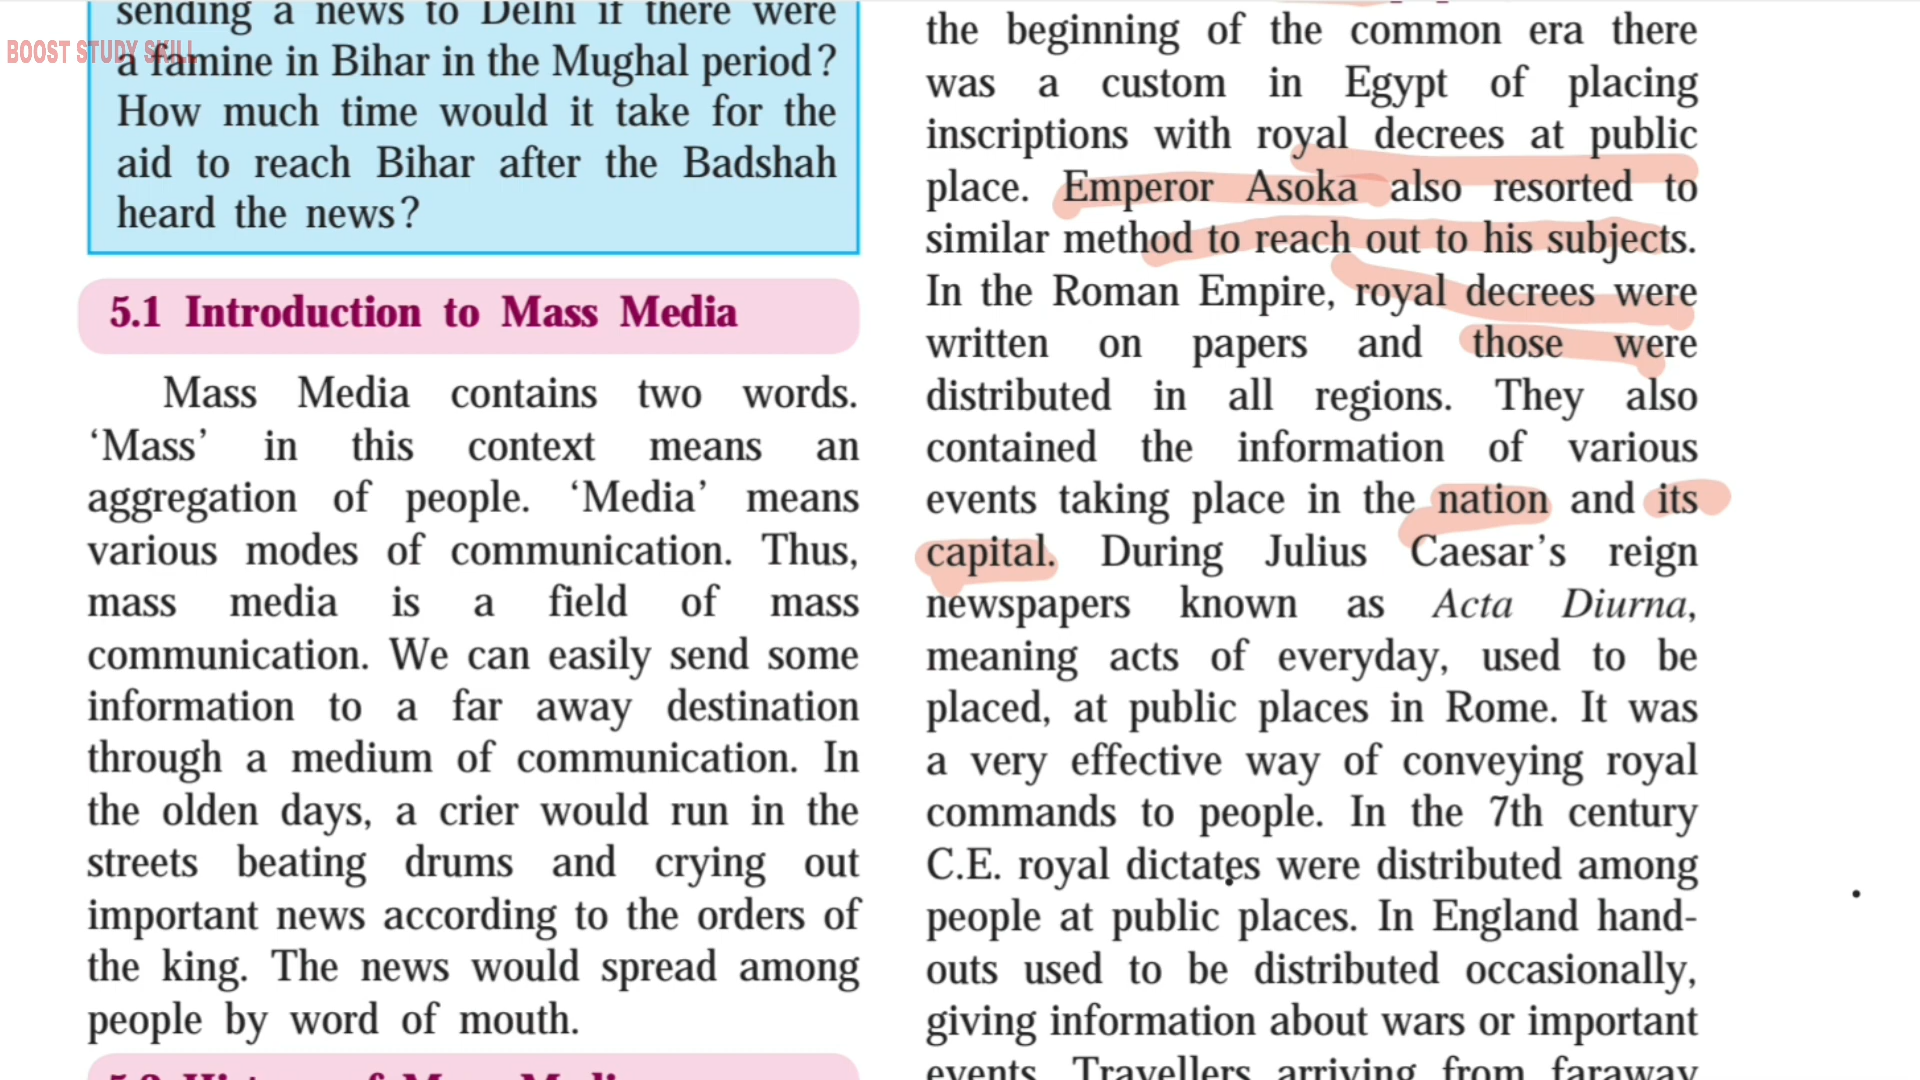 BOOST STUDY SKILL
sending a news to Delhi if there were
a famine in Bihar in the Mughal period?
How much time would it take for the
aid to reach Bihar after the Badshah
heard the news?
5.1 Introduction to Mass Media
Mass Media contains two words.
‘Mass’ in this context means an
aggregation of people. ‘Media’ means
various modes of communication. Thus,
mass media is a field of mass
communication. We can easily send some
information to a far away destination
through a medium of communication. In
the olden days, a crier would run in the
streets beating drums and crying out
important news according to the orders of
the king. The news would spread among
people by word of mouth.
5.2 History of Mass Media
the beginning of the common era there
was a custom in Egypt of placing
inscriptions with royal decrees at public
place. Emperor Asoka also resorted to
similar method to reach out to his subjects.
In the Roman Empire, royal decrees were
written on papers and those were
distributed in all regions. They also
contained the information of various
events taking place in the nation and its
capital. During Julius Caesar’s reign
newspapers known as Acta Diurna,
meaning acts of everyday, used to be
placed, at public places in Rome. It was
a very effective way of conveying royal
commands to people. In the 7th century
C.E. royal dictates were distributed among
people at public places. In England hand-
outs used to be distributed occasionally,
giving information about wars or important
events. Travellers arriving from faraway